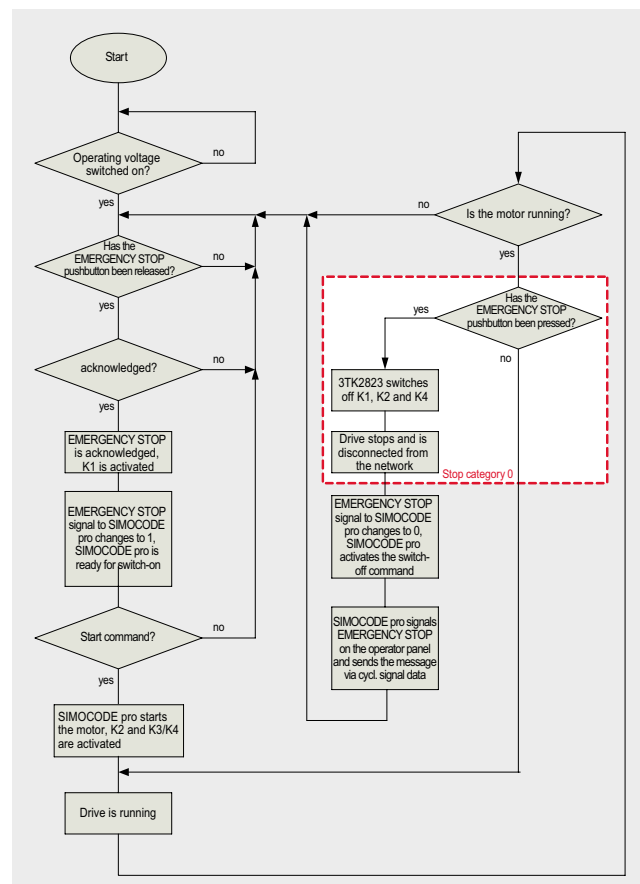 Start
Operating voltage
switched on?
no
yes
Has the
EMERGENCY STOP
pushbutton been released?
no
yes
acknowledged?
no
yes
EMERGENCY STOP
is acknowledged,
K1 is activated
EMERGENCY STOP
signal to SIMOCODE
pro changes to 1,
SIMOCODE pro is
ready for switch-on
Start command?
no
yes
SIMOCODE pro starts
the motor, K2 and K3/K4
are activated
Drive is running
no
Is the motor running?
yes
Has the
EMERGENCY STOP
pushbutton been pressed?
yes
no
3TK2823 switches
off K1, K2 and K4
Drive stops and is
disconnected from
the network
Stop category 0
EMERGENCY STOP
signal to SIMOCODE
pro changes to 0,
SIMOCODE pro
activates the switch-
off command
SIMOCODE pro signals
EMERGENCY STOP
on the operator panel
and sends the message
via cycl. signal data